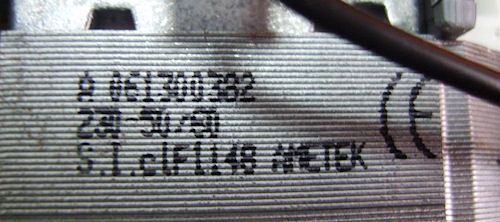 A 061300382 CE
230-50/60
S.I.clF1148 AMETEK